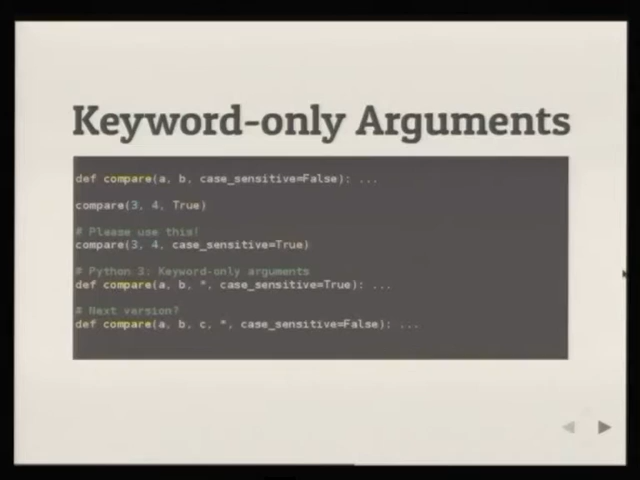 Keyword-only Arguments
def compare(a, b, case_sensitive=False): ...
compare(3, 4, True)
# Please use this!
compare(3, 4, case_sensitive=True)
# Python 3: Keyword-only arguments
def compare(a, b, *, case_sensitive=True): ...
# Next version?
def compare(a, b, c, *, case_sensitive=False): ...